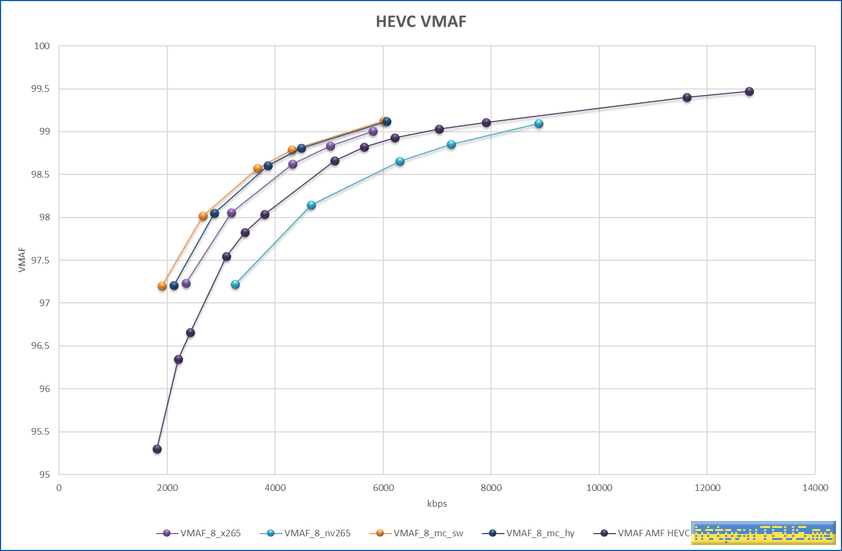 HEVC VMAF
100
99.5
99
98.5
98
97.5
97
96.5
96
95.5
95
VMAF
0 2000 4000 6000 8000 10000 12000 14000
kbps
VMAF_8_x265 VMAF_8_nv265 VMAF_8_mc_sw VMAF_8_mc_hy VMAF AMF HEVC